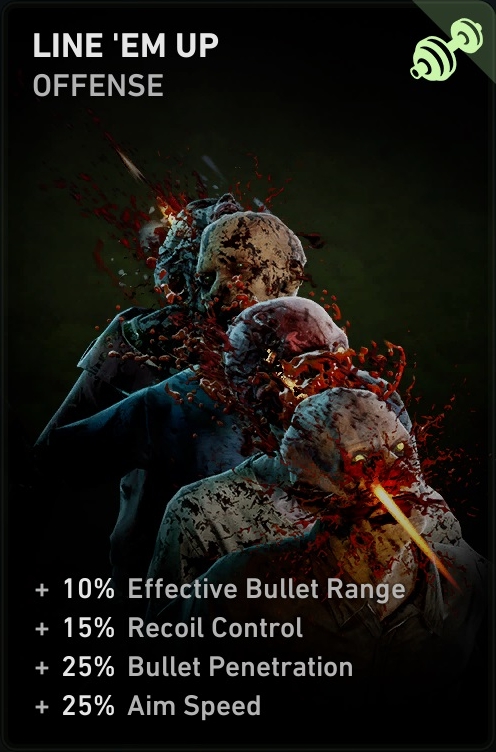 LINE 'EM UP
OFFENSE
+ 10% Effective Bullet Range
+ 15% Recoil Control
+ 25% Bullet Penetration
+ 25% Aim Speed